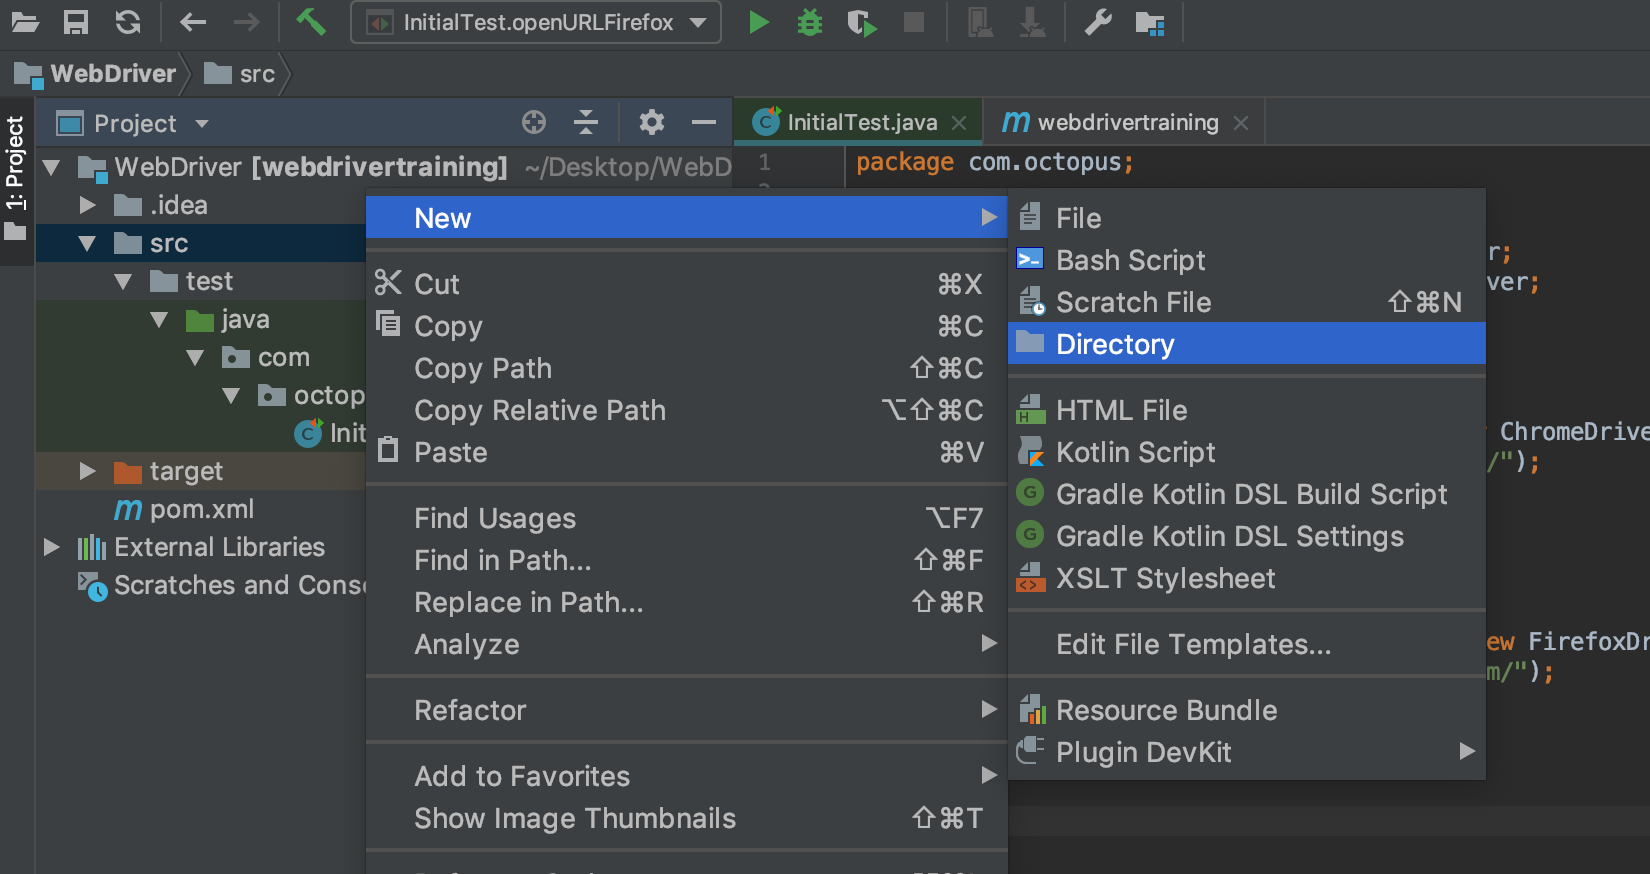 InitialTest.openURLFirefox
WebDriver src
1: Project
Project
InitialTest.java
webdrivertraining
WebDriver [webdrivertraining] ~/Desktop/WebD
.idea
src
test
java
com
octop
Init
target
pom.xml
External Libraries
Scratches and Cons
1 package com.octopus;
r;
ver;
ChromeDrive
/");
ew FirefoxDr
m/");
New
Cut ⌘X
Copy ⌘C
Copy Path ⇧⌘C
Copy Relative Path ⌥⇧⌘C
Paste ⌘V
Find Usages ⌥F7
Find in Path... ⇧⌘F
Replace in Path... ⇧⌘R
Analyze
Refactor
Add to Favorites
Show Image Thumbnails ⇧⌘T
File
Bash Script
Scratch File ⇧⌘N
Directory
HTML File
Kotlin Script
Gradle Kotlin DSL Build Script
Gradle Kotlin DSL Settings
XSLT Stylesheet
Edit File Templates...
Resource Bundle
Plugin DevKit